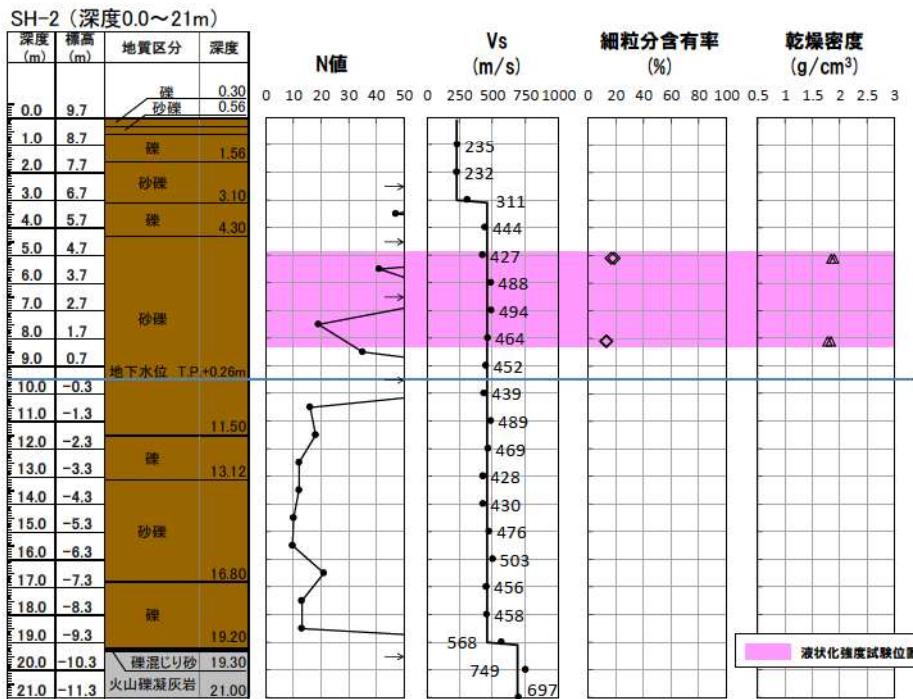 SH-2（深度0.0～21m）
深度 標高 地質区分 深度
(m) (m)
N値
Vs
(m/s)
細粒分含有率
(%)
乾燥密度
(g/cm³)
礫 0.30
砂礫 0.56
0 10 20 30 40 50
0 250 500 750 1000
0 20 40 60 80 100
0.5 1 1.5 2 2.5 3
0.0 9.7
1.0 8.7 礫 1.56
2.0 7.7 砂礫
3.0 6.7 3.10
4.0 5.7 礫 4.30
5.0 4.7
6.0 3.7
7.0 2.7 砂礫
8.0 1.7
9.0 0.7
地下水位 T.P.+0.26m
10.0 -0.3
11.0 -1.3 11.50
12.0 -2.3 礫
13.0 -3.3 13.12
14.0 -4.3
15.0 -5.3 砂礫
16.0 -6.3
17.0 -7.3 16.80
18.0 -8.3 礫
19.0 -9.3 19.20
20.0 -10.3 礫混じり砂 19.30
21.0 -11.3 火山礫凝灰岩 21.00
235
232
311
444
427
488
494
464
452
439
489
469
428
430
476
503
456
458
568
749
697
液状化強度試験位置